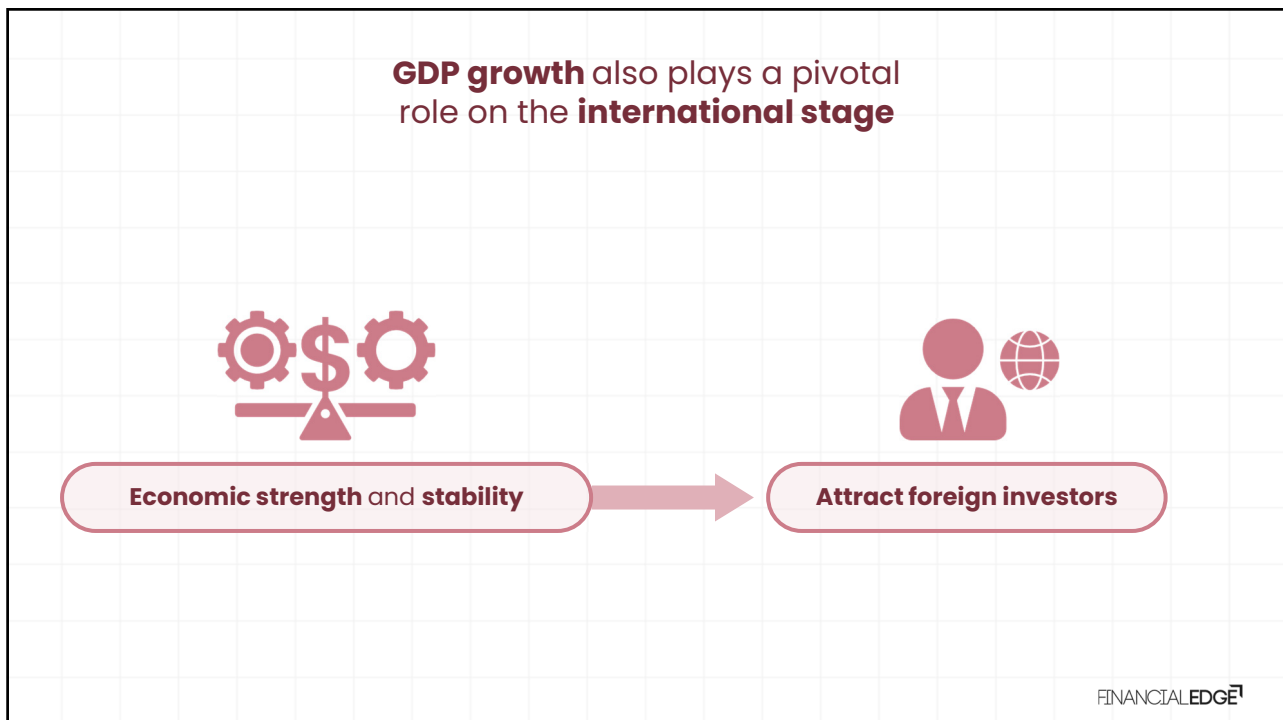 GDP growth also plays a pivotal
role on the international stage
$
Economic strength and stability
Attract foreign investors
FINANCIALEDGE